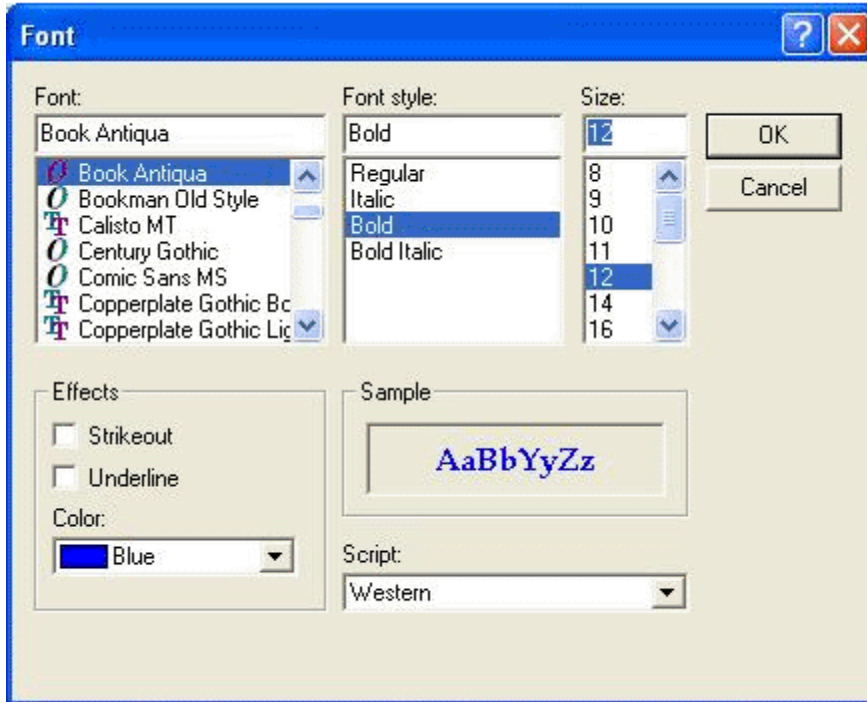 Font
Font:
Book Antiqua
Book Antiqua
Bookman Old Style
Calisto MT
Century Gothic
Comic Sans MS
Copperplate Gothic Bo
Copperplate Gothic Lig
Font style:
Bold
Regular
Italic
Bold
Bold Italic
Size:
12
8
9
10
11
12
14
16
OK
Cancel
Effects
Strikeout
Underline
Color:
Blue
Sample
AaBbYyZz
Script:
Western